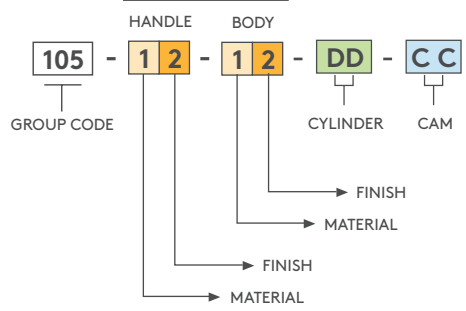 HANDLE BODY
105 - 1 2 - 1 2 - DD - C C
GROUP CODE CYLINDER CAM
FINISH
MATERIAL
FINISH
MATERIAL